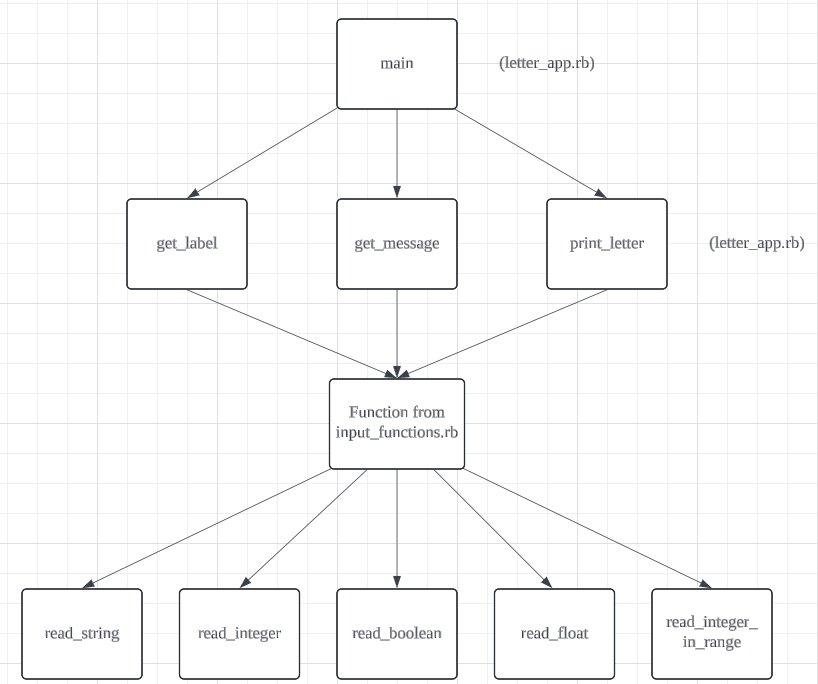 main
(letter_app.rb)
get_label
get_message
print_letter
(letter_app.rb)
Function from
input_functions.rb
read_string
read_integer
read_boolean
read_float
read_integer_
in_range